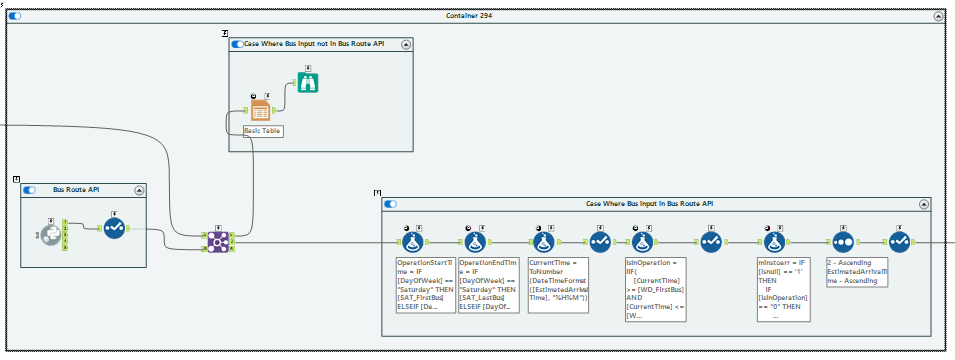 Container 294
Case Where Bus Input not in Bus Route API
Basic Table
Bus Route API
Case Where Bus Input In Bus Route API
OperationStartTi
me = IF
[DayOfWeek] ==
"Saturday" THEN
[SAT_FirstBus]
ELSEIF [Da...
OperationEndTime
e = IF
[DayOfWeek] ==
"Saturday" THEN
[SAT_LastBus]
ELSEIF [DayOf...
CurrentTime =
ToNumber
(DateTimeFormat
([EstimatedArrival
Time], "%H%M"))
IsInOperation =
IIF(
[CurrentTime]
>= [WD_FirstBus]
AND
[CurrentTime] <=
[W...
minstoarr = IF
[isnull] == '1'
THEN
IF
[IsInOperation]
== "0" THEN
...
2 - Ascending
EstimatedArrivalTi
me - Ascending